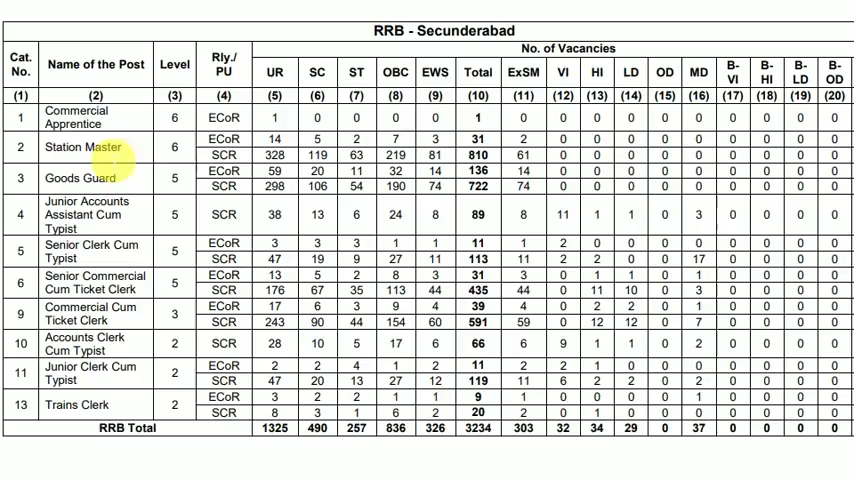 RRB - Secunderabad
Cat. No. Name of the Post Level Rly./ PU No. of Vacancies
UR SC ST OBC EWS Total ExSM VI HI LD OD MD B-VI B-HI B-LD B-OD
(1) (2) (3) (4) (5) (6) (7) (8) (9) (10) (11) (12) (13) (14) (15) (16) (17) (18) (19) (20)
1 Commercial Apprentice 6 ECoR 1 0 0 0 0 1 0 0 0 0 0 0 0 0 0 0
2 Station Master 6 ECoR 14 5 2 7 3 31 2 0 0 0 0 0 0 0 0 0
SCR 328 119 63 219 81 810 61 0 0 0 0 0 0 0 0 0
3 Goods Guard 5 ECoR 59 20 11 32 14 136 14 0 0 0 0 0 0 0 0 0
SCR 298 106 54 190 74 722 74 0 0 0 0 0 0 0 0 0
4 Junior Accounts Assistant Cum Typist 5 SCR 38 13 6 24 8 89 8 11 1 1 0 3 0 0 0 0
5 Senior Clerk Cum Typist 5 ECoR 3 3 3 1 1 11 1 2 0 0 0 0 0 0 0 0
SCR 47 19 9 27 11 113 11 2 2 0 0 17 0 0 0 0
6 Senior Commercial Cum Ticket Clerk 5 ECoR 13 5 2 8 3 31 3 0 1 1 0 1 0 0 0 0
SCR 176 67 35 113 44 435 44 0 11 10 0 3 0 0 0 0
9 Commercial Cum Ticket Clerk 3 ECoR 17 6 3 9 4 39 4 0 2 2 0 1 0 0 0 0
SCR 243 90 44 154 60 591 59 0 12 12 0 7 0 0 0 0
10 Accounts Clerk Cum Typist 2 SCR 28 10 5 17 6 66 6 9 1 1 0 2 0 0 0 0
11 Junior Clerk Cum Typist 2 ECoR 2 2 4 1 2 11 2 2 1 0 0 0 0 0 0 0
SCR 47 20 13 27 12 119 11 6 2 2 0 2 0 0 0 0
13 Trains Clerk 2 ECoR 3 2 2 1 1 9 1 0 0 0 0 1 0 0 0 0
SCR 8 3 1 6 2 20 2 0 1 0 0 0 0 0 0 0
RRB Total 1325 490 257 836 326 3234 303 32 34 29 0 37 0 0 0 0